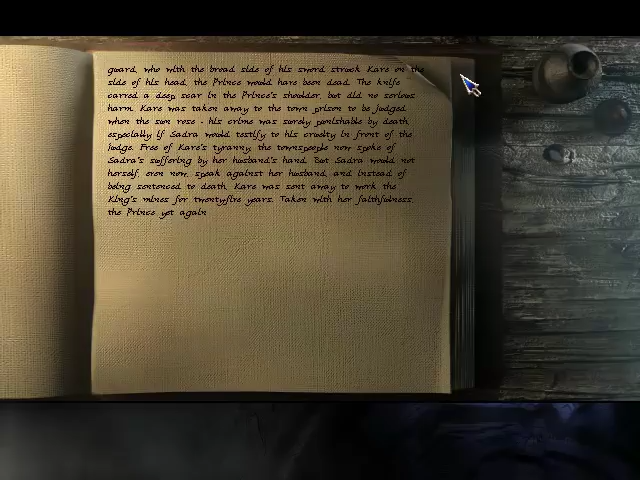 guard, who with the broad side of his sword struck Kare on the
side of his head, the Prince would have been dead. The knife
carved a deep scar in the Prince's shoulder, but did no serious
harm. Kare was taken away to the town prison to be judged
when the sun rose - his crime was surely punishable by death,
especially if Sadra would testify to his cruelty in front of the
judge. Free of Kare's tyranny, the townspeople now spoke of
Sadra's suffering by her husband's hand. But Sadra would not
herself, even now, speak against her husband, and instead of
being sentenced to death, Kare was sent away to work the
King's mines for twentyfive years. Taken with her faithfulness,
the Prince yet again